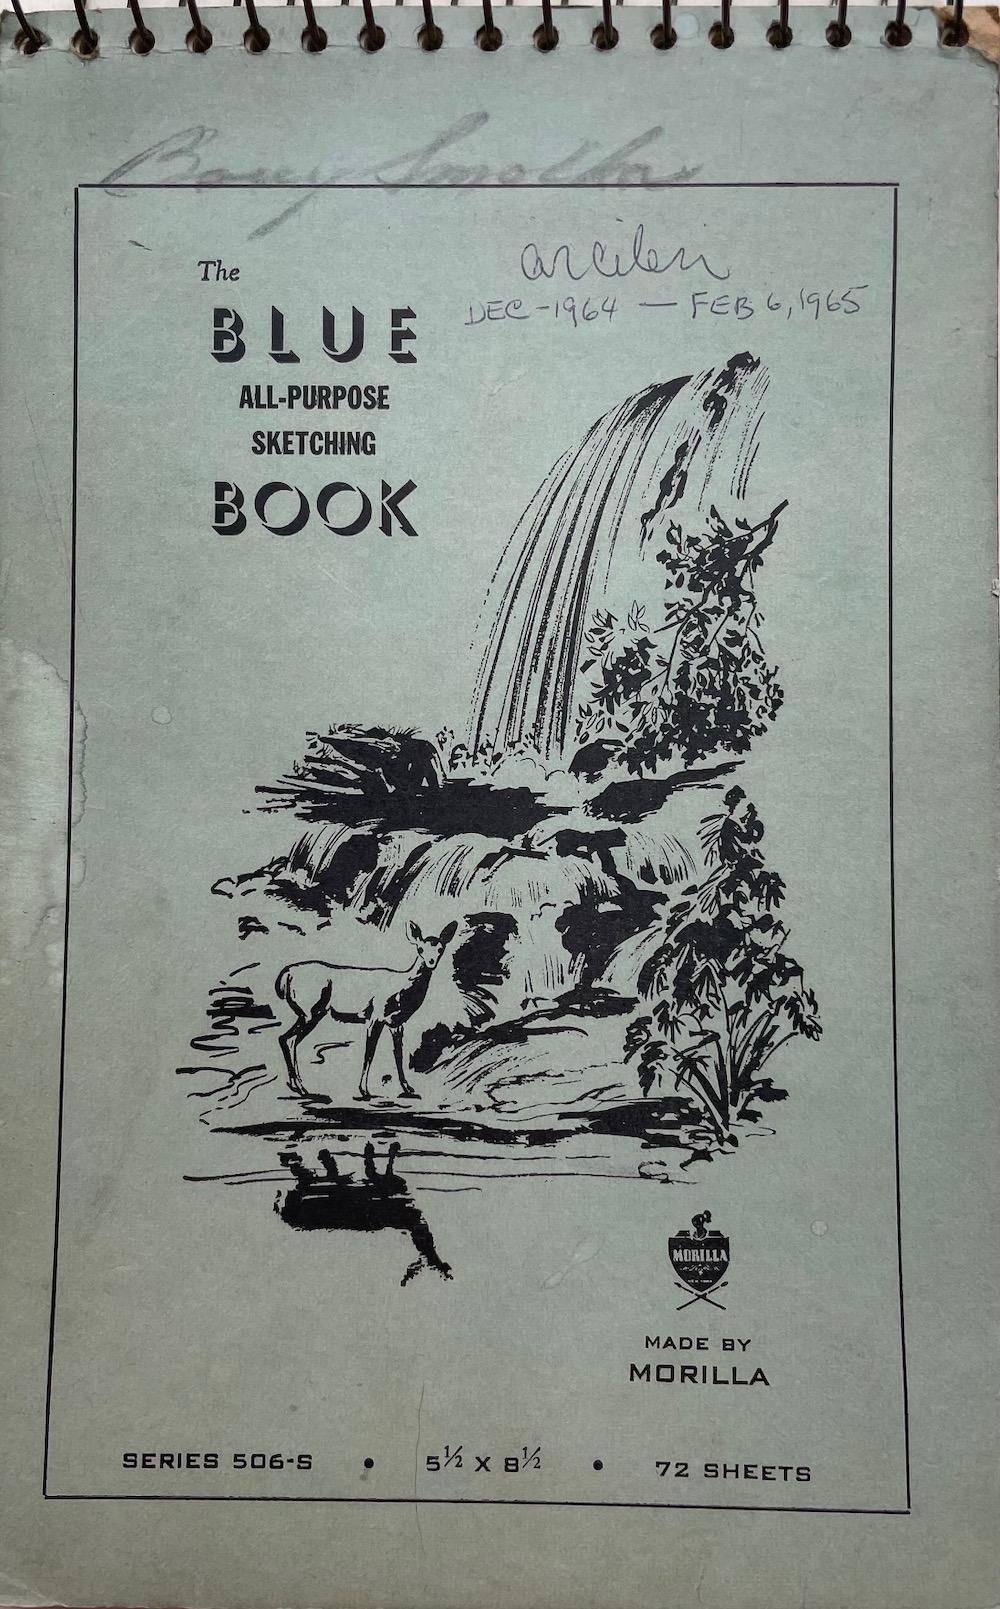 The
BLUE
ALL-PURPOSE
SKETCHING
BOOK
DEC-1964 — FEB 6, 1965
MORILLA
MADE BY
MORILLA
SERIES 506-S • 5½ X 8½ • 72 SHEETS